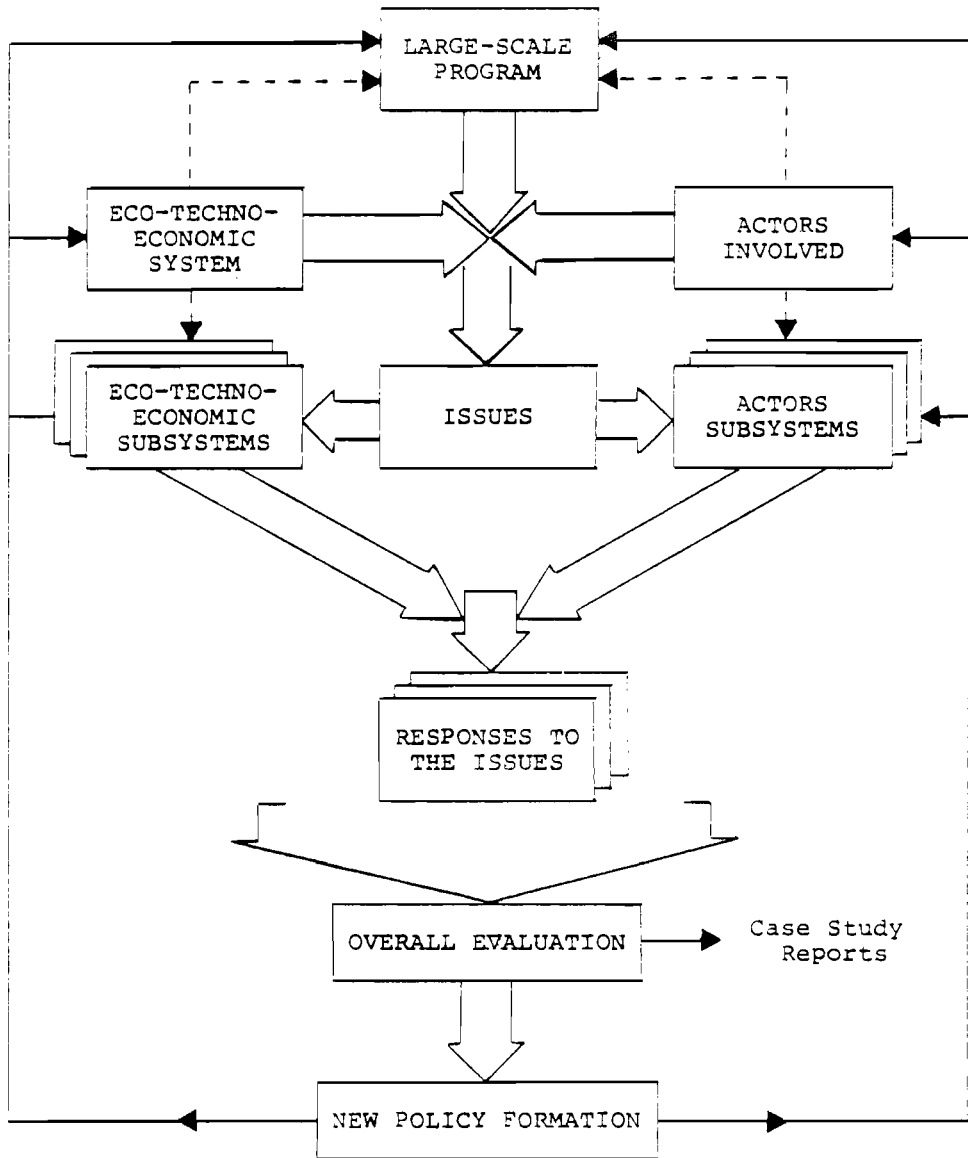 LARGE-SCALE
PROGRAM
ECO-TECHNO-
ECONOMIC
SYSTEM
ACTORS
INVOLVED
ECO-TECHNO-
ECONOMIC
SUBSYSTEMS
ISSUES
ACTORS
SUBSYSTEMS
RESPONSES TO
THE ISSUES
OVERALL EVALUATION
Case Study
Reports
NEW POLICY FORMATION